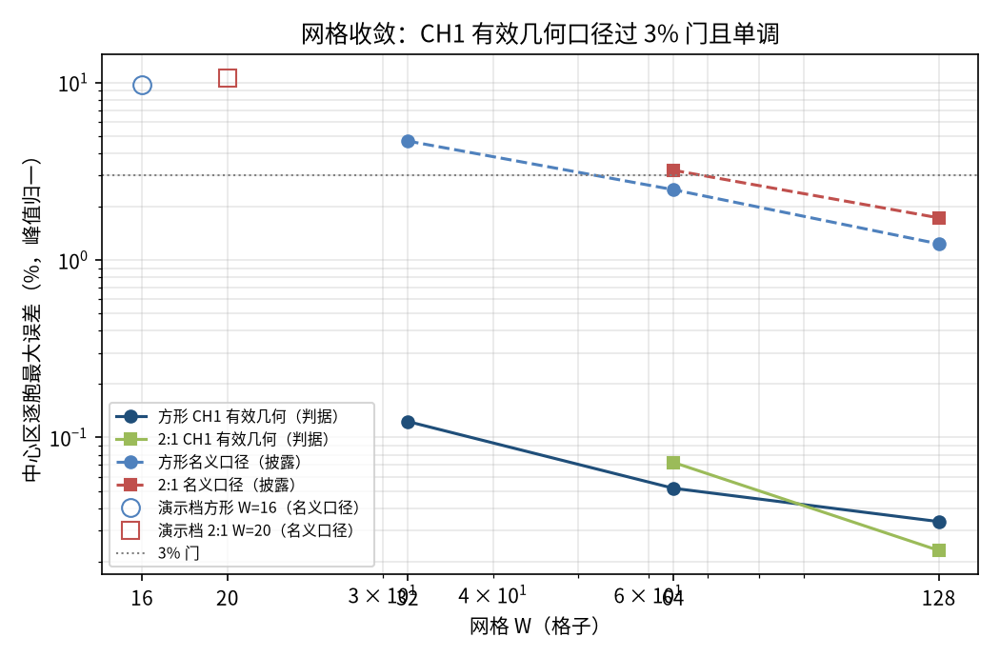 网格收敛：CH1 有效几何口径过 3% 门且单调
中心区逐胞最大误差（%，峰值归一）
10¹
10⁰
10⁻¹
方形 CH1 有效几何（判据）
2:1 CH1 有效几何（判据）
方形名义口径（披露）
2:1 名义口径（披露）
演示档方形 W=16（名义口径）
演示档 2:1 W=20（名义口径）
3% 门
16 20 3 × 10¹ 32 4 × 10¹ 6 × 10¹ 64 128
网格 W（格子）